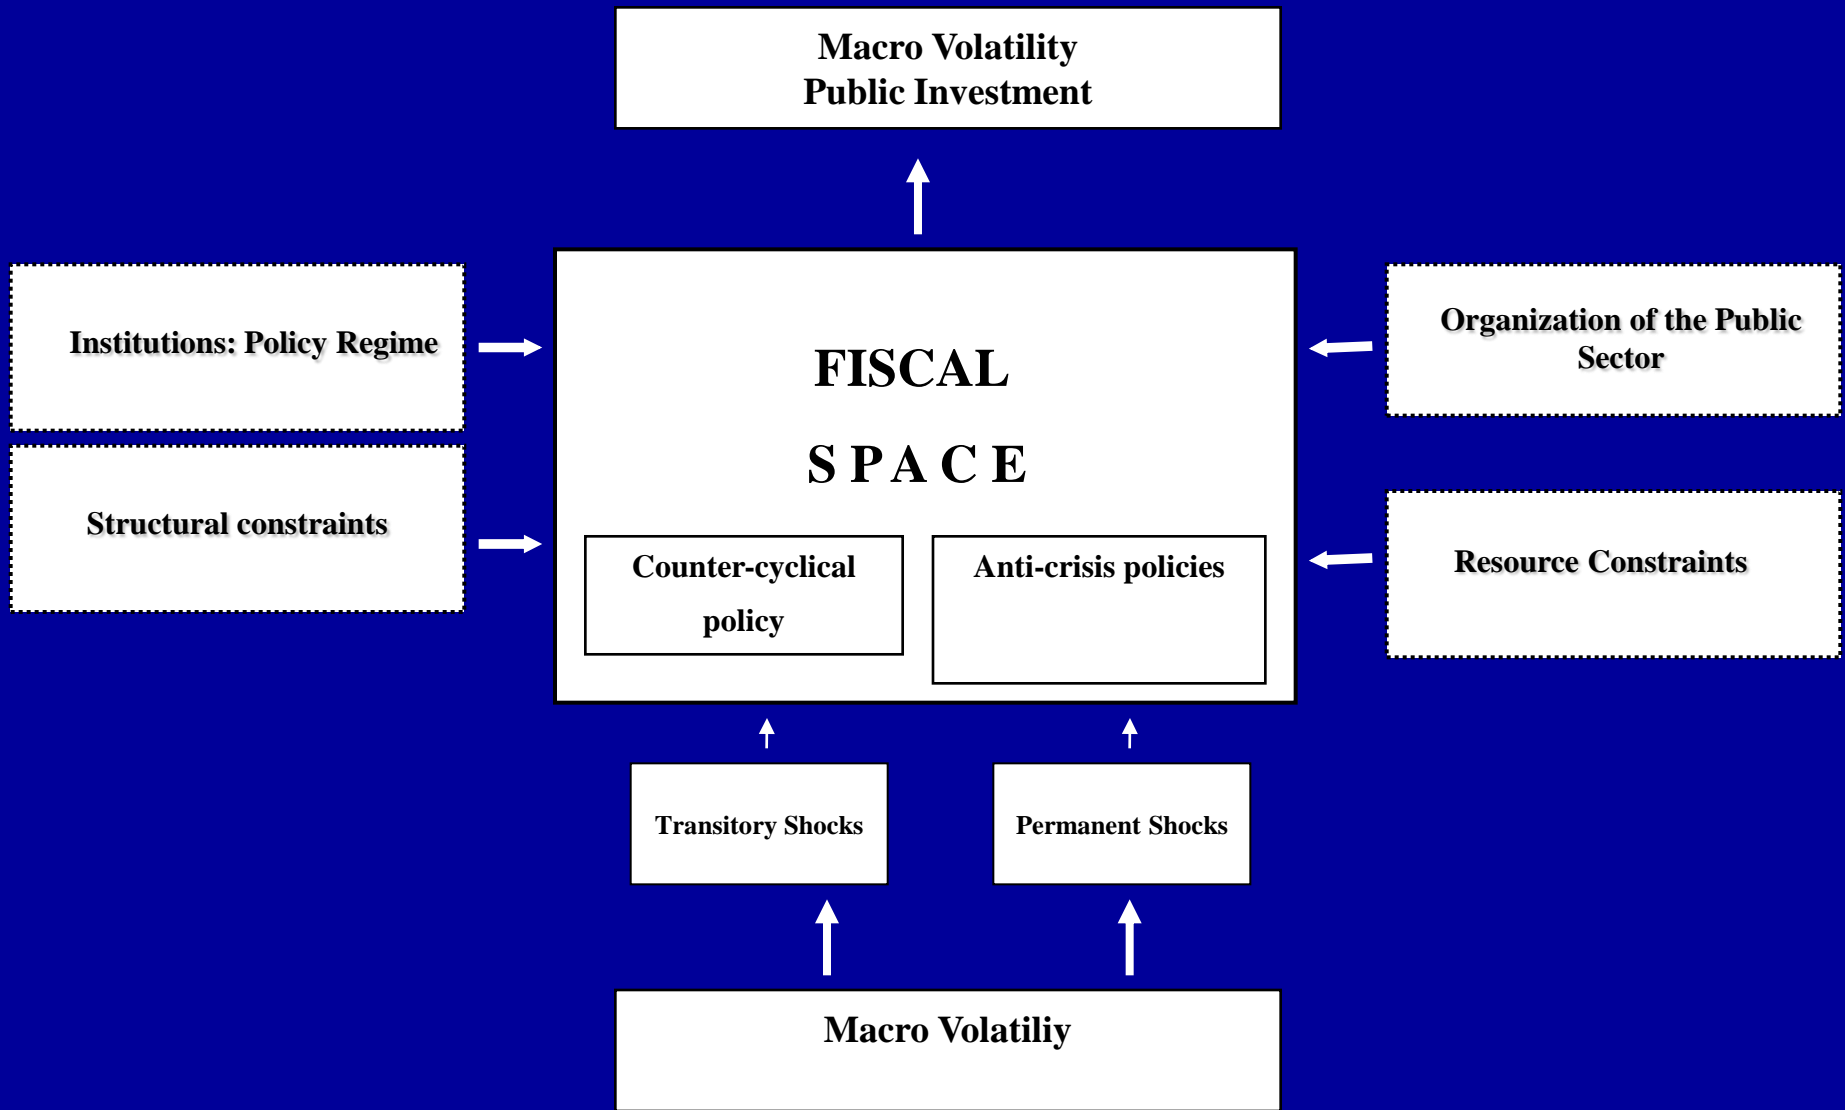 Macro Volatility
Public Investment
Institutions: Policy Regime
Structural constraints
FISCAL
S P A C E
Counter-cyclical
policy
Anti-crisis policies
Organization of the Public
Sector
Resource Constraints
Transitory Shocks
Permanent Shocks
Macro Volatiliy